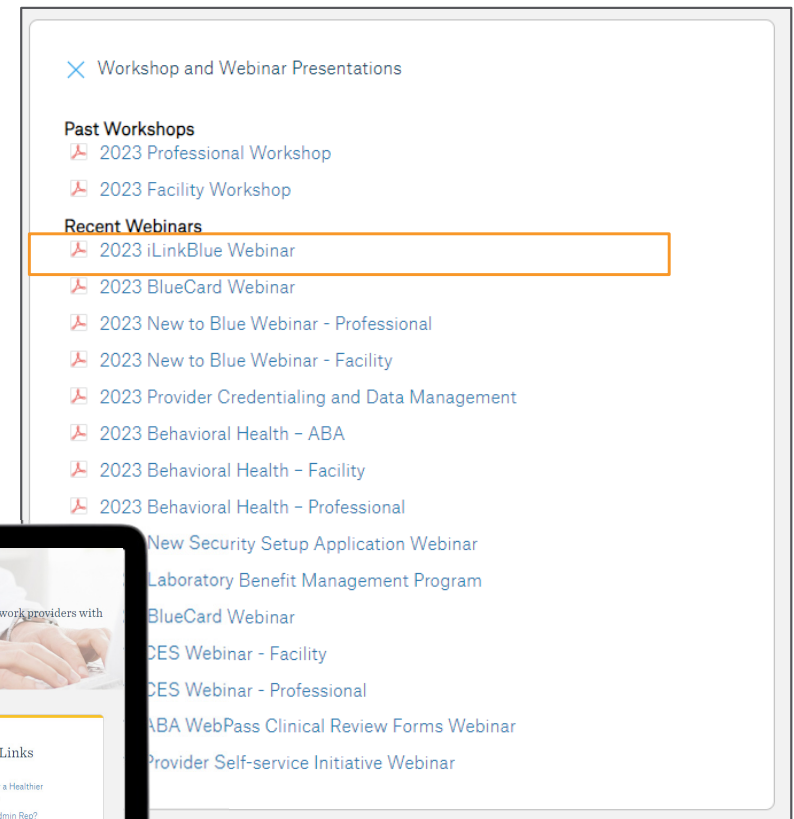 Workshop and Webinar Presentations
Past Workshops
2023 Professional Workshop
2023 Facility Workshop
Recent Webinars
2023 iLinkBlue Webinar
2023 BlueCard Webinar
2023 New to Blue Webinar - Professional
2023 New to Blue Webinar - Facility
2023 Provider Credentialing and Data Management
2023 Behavioral Health – ABA
2023 Behavioral Health – Facility
2023 Behavioral Health – Professional
New Security Setup Application Webinar
Laboratory Benefit Management Program
BlueCard Webinar
CES Webinar - Facility
CES Webinar - Professional
ABA WebPass Clinical Review Forms Webinar
Provider Self-service Initiative Webinar
work providers with
Links
a Healthier
dmin Rep?